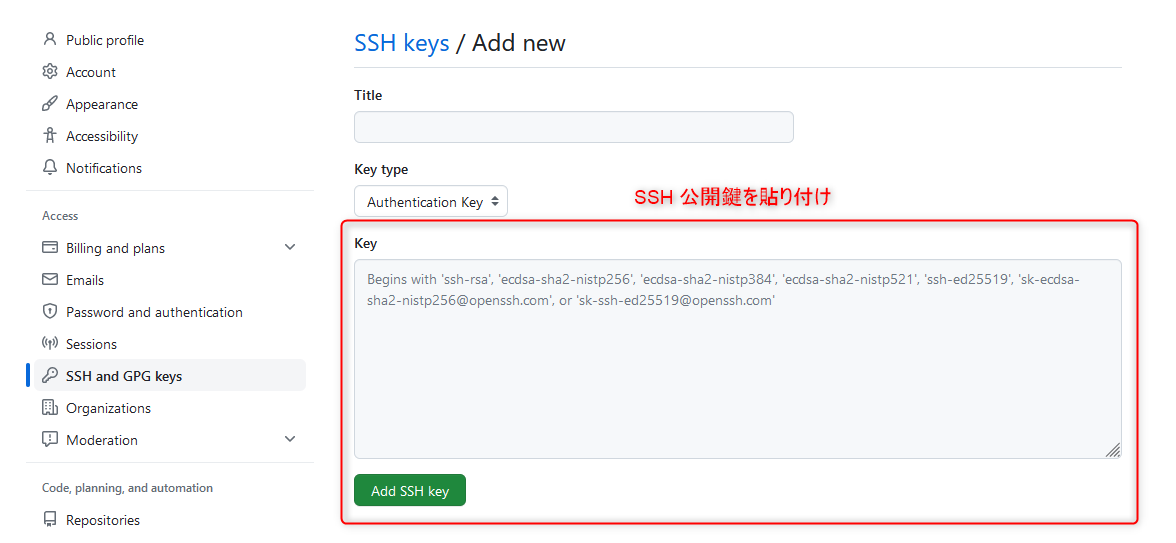 Public profile
Account
Appearance
Accessibility
Notifications
Access
Billing and plans
Emails
Password and authentication
Sessions
SSH and GPG keys
Organizations
Moderation
Code, planning, and automation
Repositories
SSH keys / Add new
Title
Key type
Authentication Key
SSH 公開鍵を貼り付け
Key
Begins with 'ssh-rsa', 'ecdsa-sha2-nistp256', 'ecdsa-sha2-nistp384', 'ecdsa-sha2-nistp521', 'ssh-ed25519', 'sk-ecdsa-
sha2-nistp256@openssh.com', or 'sk-ssh-ed25519@openssh.com'
Add SSH key